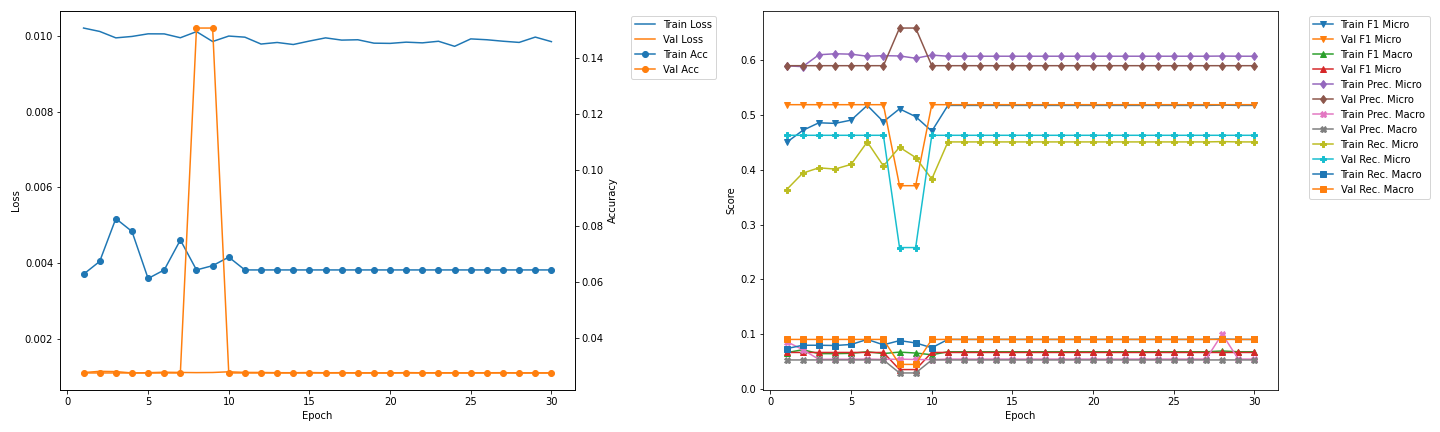 0.010
0.008
0.006
0.004
0.002
Loss
0
5
10
15
20
25
30
Epoch
0.14
0.12
0.10
0.08
0.06
0.04
Accuracy
Train Loss
Val Loss
Train Acc
Val Acc
0.6
0.5
0.4
0.3
0.2
0.1
0.0
Score
0
5
10
15
20
25
30
Epoch
Train F1 Micro
Val F1 Micro
Train F1 Macro
Val F1 Micro
Train Prec. Micro
Val Prec. Micro
Train Prec. Macro
Val Prec. Macro
Train Rec. Micro
Val Rec. Micro
Train Rec. Macro
Val Rec. Macro